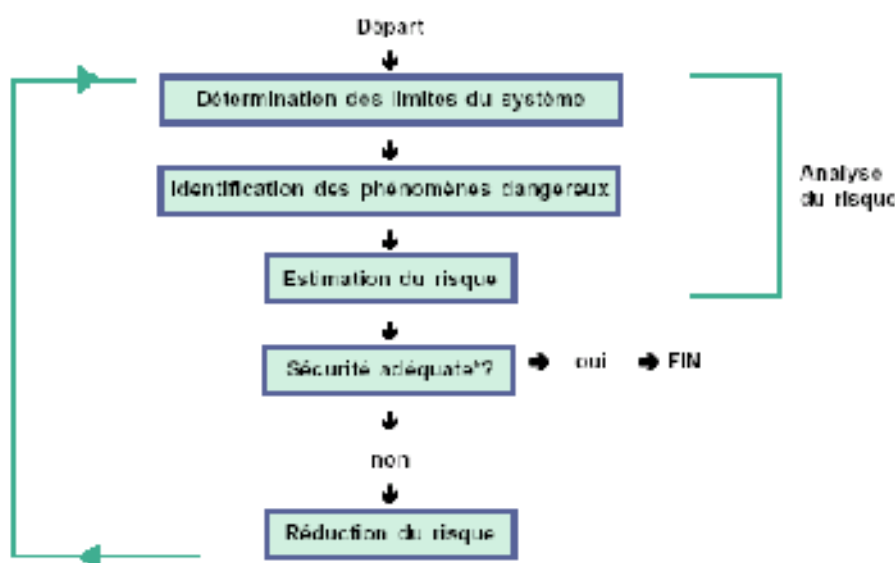 Départ
Détermination des limites du système
Identification des phénomènes dangereux
Analyse
du risque
Estimation du risque
Sécurité adéquate*?
oui
FIN
non
Réduction du risque